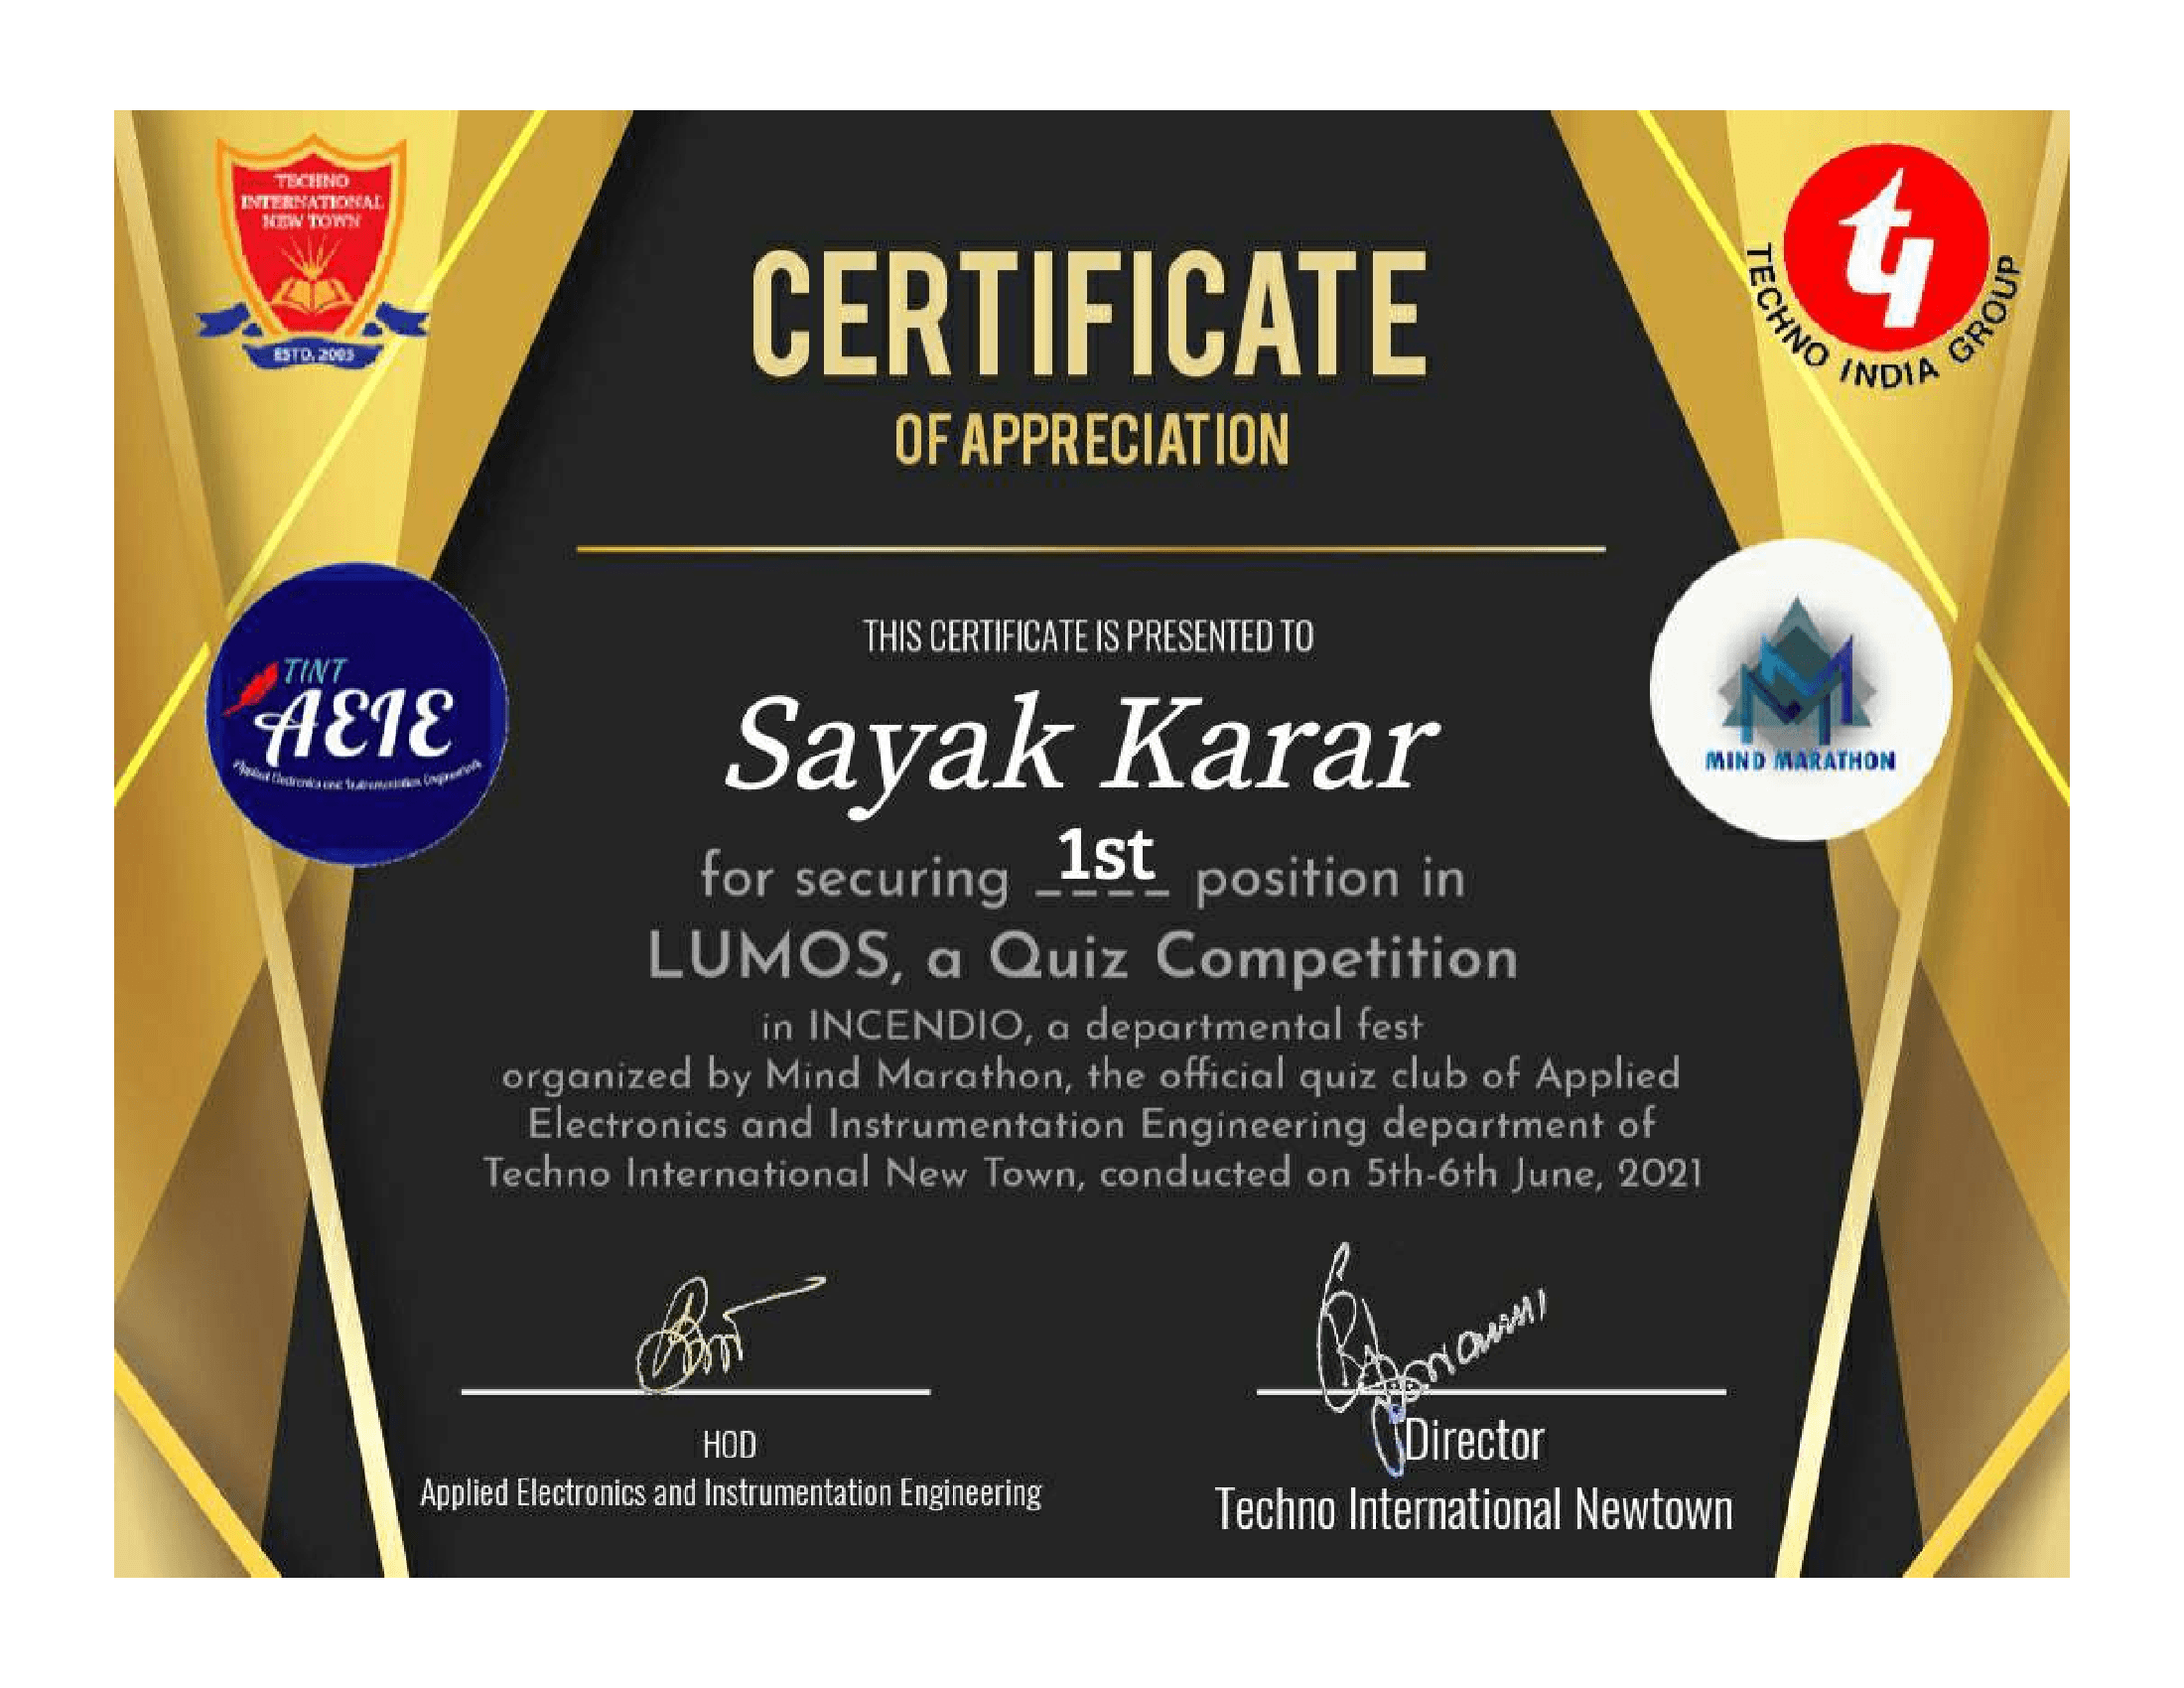 TECHNO
INTERNATIONAL
NEW TOWN
ESTD. 2005
TECHNO INDIA GROUP
CERTIFICATE
OF APPRECIATION
THIS CERTIFICATE IS PRESENTED TO
TINT
AEIE
Applied Electronics and Instrumentation Engineering
MIND MARATHON
Sayak Karar
for securing 1st position in
LUMOS, a Quiz Competition
in INCENDIO, a departmental fest
organized by Mind Marathon, the official quiz club of Applied
Electronics and Instrumentation Engineering department of
Techno International New Town, conducted on 5th-6th June, 2021
HOD
Applied Electronics and Instrumentation Engineering
Director
Techno International Newtown